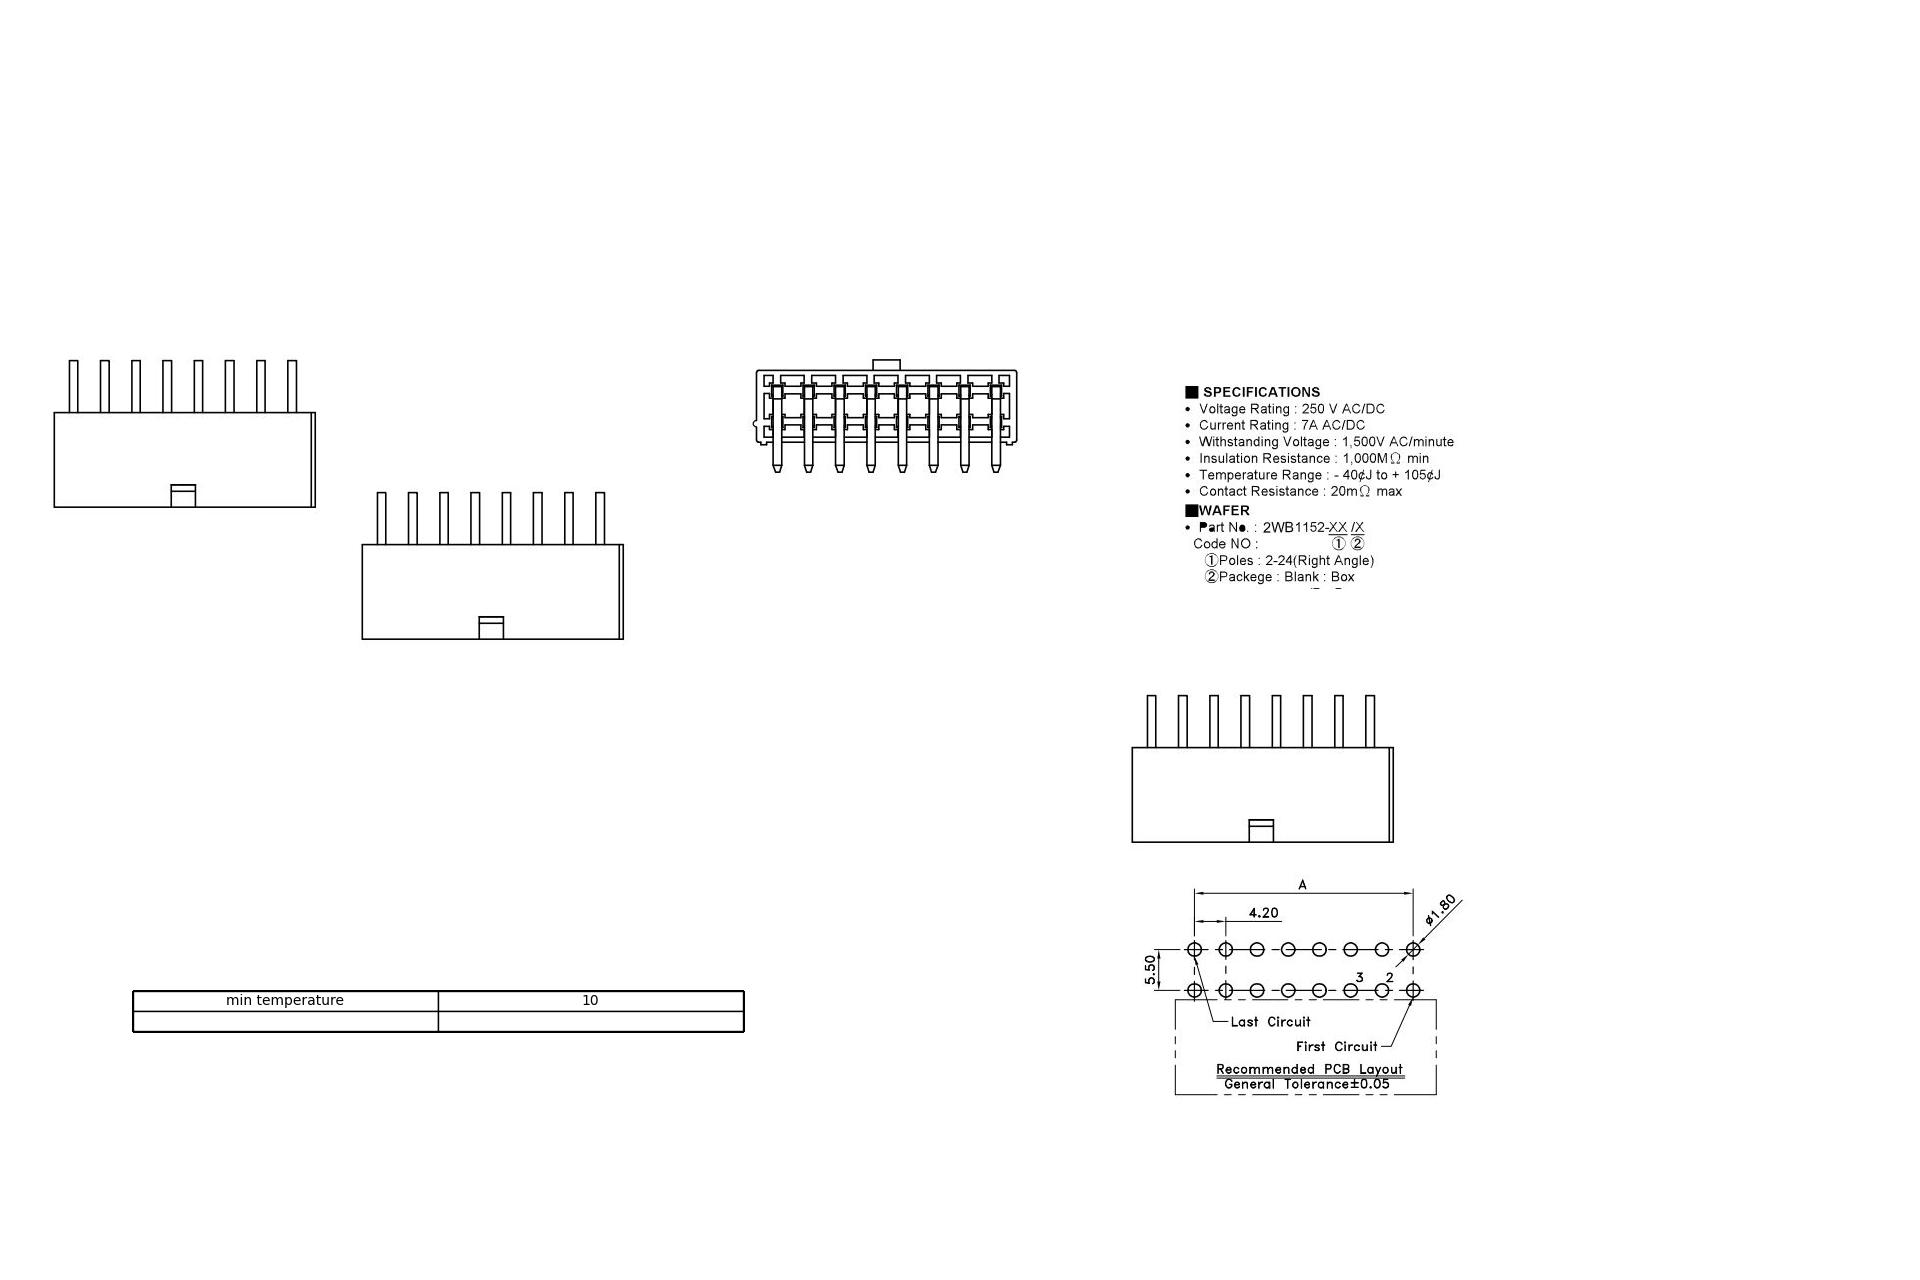 ■ SPECIFICATIONS
• Voltage Rating : 250 V AC/DC
• Current Rating : 7A AC/DC
• Withstanding Voltage : 1,500V AC/minute
• Insulation Resistance : 1,000MΩ min
• Temperature Range : - 40¢J to + 105¢J
• Contact Resistance : 20mΩ max
■WAFER
• Part No. : 2WB1152-XX /X
Code NO : ① ②
①Poles : 2-24(Right Angle)
②Packege : Blank : Box
A
4.20
ø1.80
5.50
3 2
Last Circuit
First Circuit
Recommended PCB Layout
General Tolerance±0.05
min temperature 10